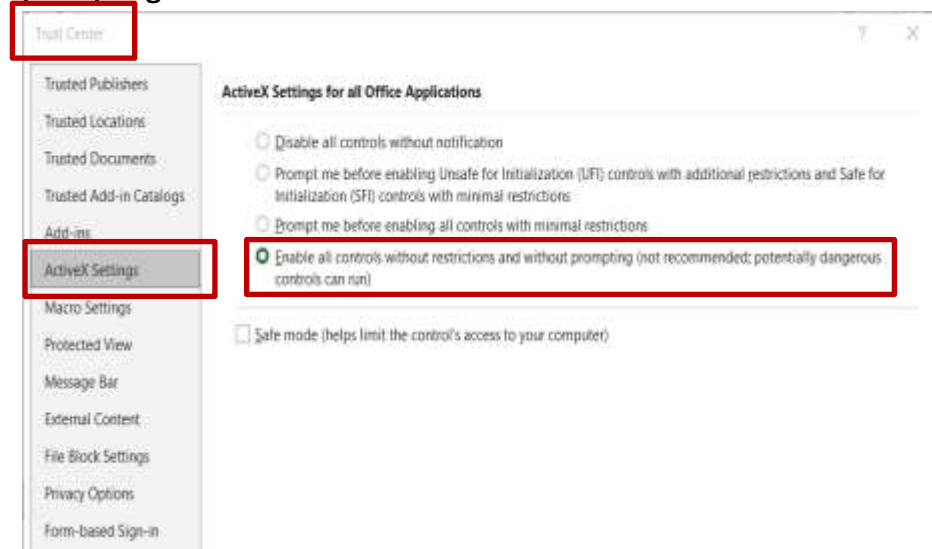 Trust Center
?
X
Trusted Publishers
Trusted Locations
Trusted Documents
Trusted Add-in Catalogs
Add-ins
ActiveX Settings
Macro Settings
Protected View
Message Bar
External Content
File Block Settings
Privacy Options
Form-based Sign-in
ActiveX Settings for all Office Applications
Disable all controls without notification
Prompt me before enabling Unsafe for Initialization (UFI) controls with additional restrictions and Safe for
Initialization (SFI) controls with minimal restrictions
Prompt me before enabling all controls with minimal restrictions
Enable all controls without restrictions and without prompting (not recommended; potentially dangerous
controls can run)
Safe mode (helps limit the control's access to your computer)